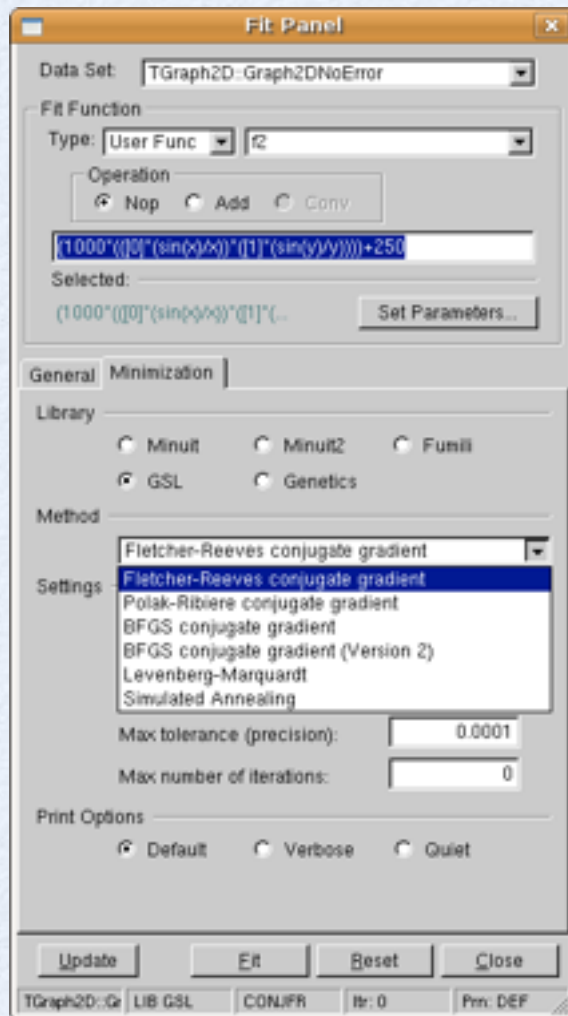 Fit Panel
Data Set: TGraph2D::Graph2DNoError
Fit Function
Type: User Func f2
Operation
Nop Add Conv
(1000*(([0]*(sin(x)/x))*([1]*(sin(y)/y))))+250
Selected:
(1000*(([0]*(sin(x)/x))*([1]*(... Set Parameters...
General Minimization
Library
Minuit Minuit2 Fumili
GSL Genetics
Method
Fletcher-Reeves conjugate gradient
Settings Fletcher-Reeves conjugate gradient
Polak-Ribiere conjugate gradient
BFGS conjugate gradient
BFGS conjugate gradient (Version 2)
Levenberg-Marquardt
Simulated Annealing
Max tolerance (precision): 0.0001
Max number of iterations: 0
Print Options
Default Verbose Quiet
Update Fit Reset Close
TGraph2D::Gr LIB GSL CONJFR Itr: 0 Prn: DEF